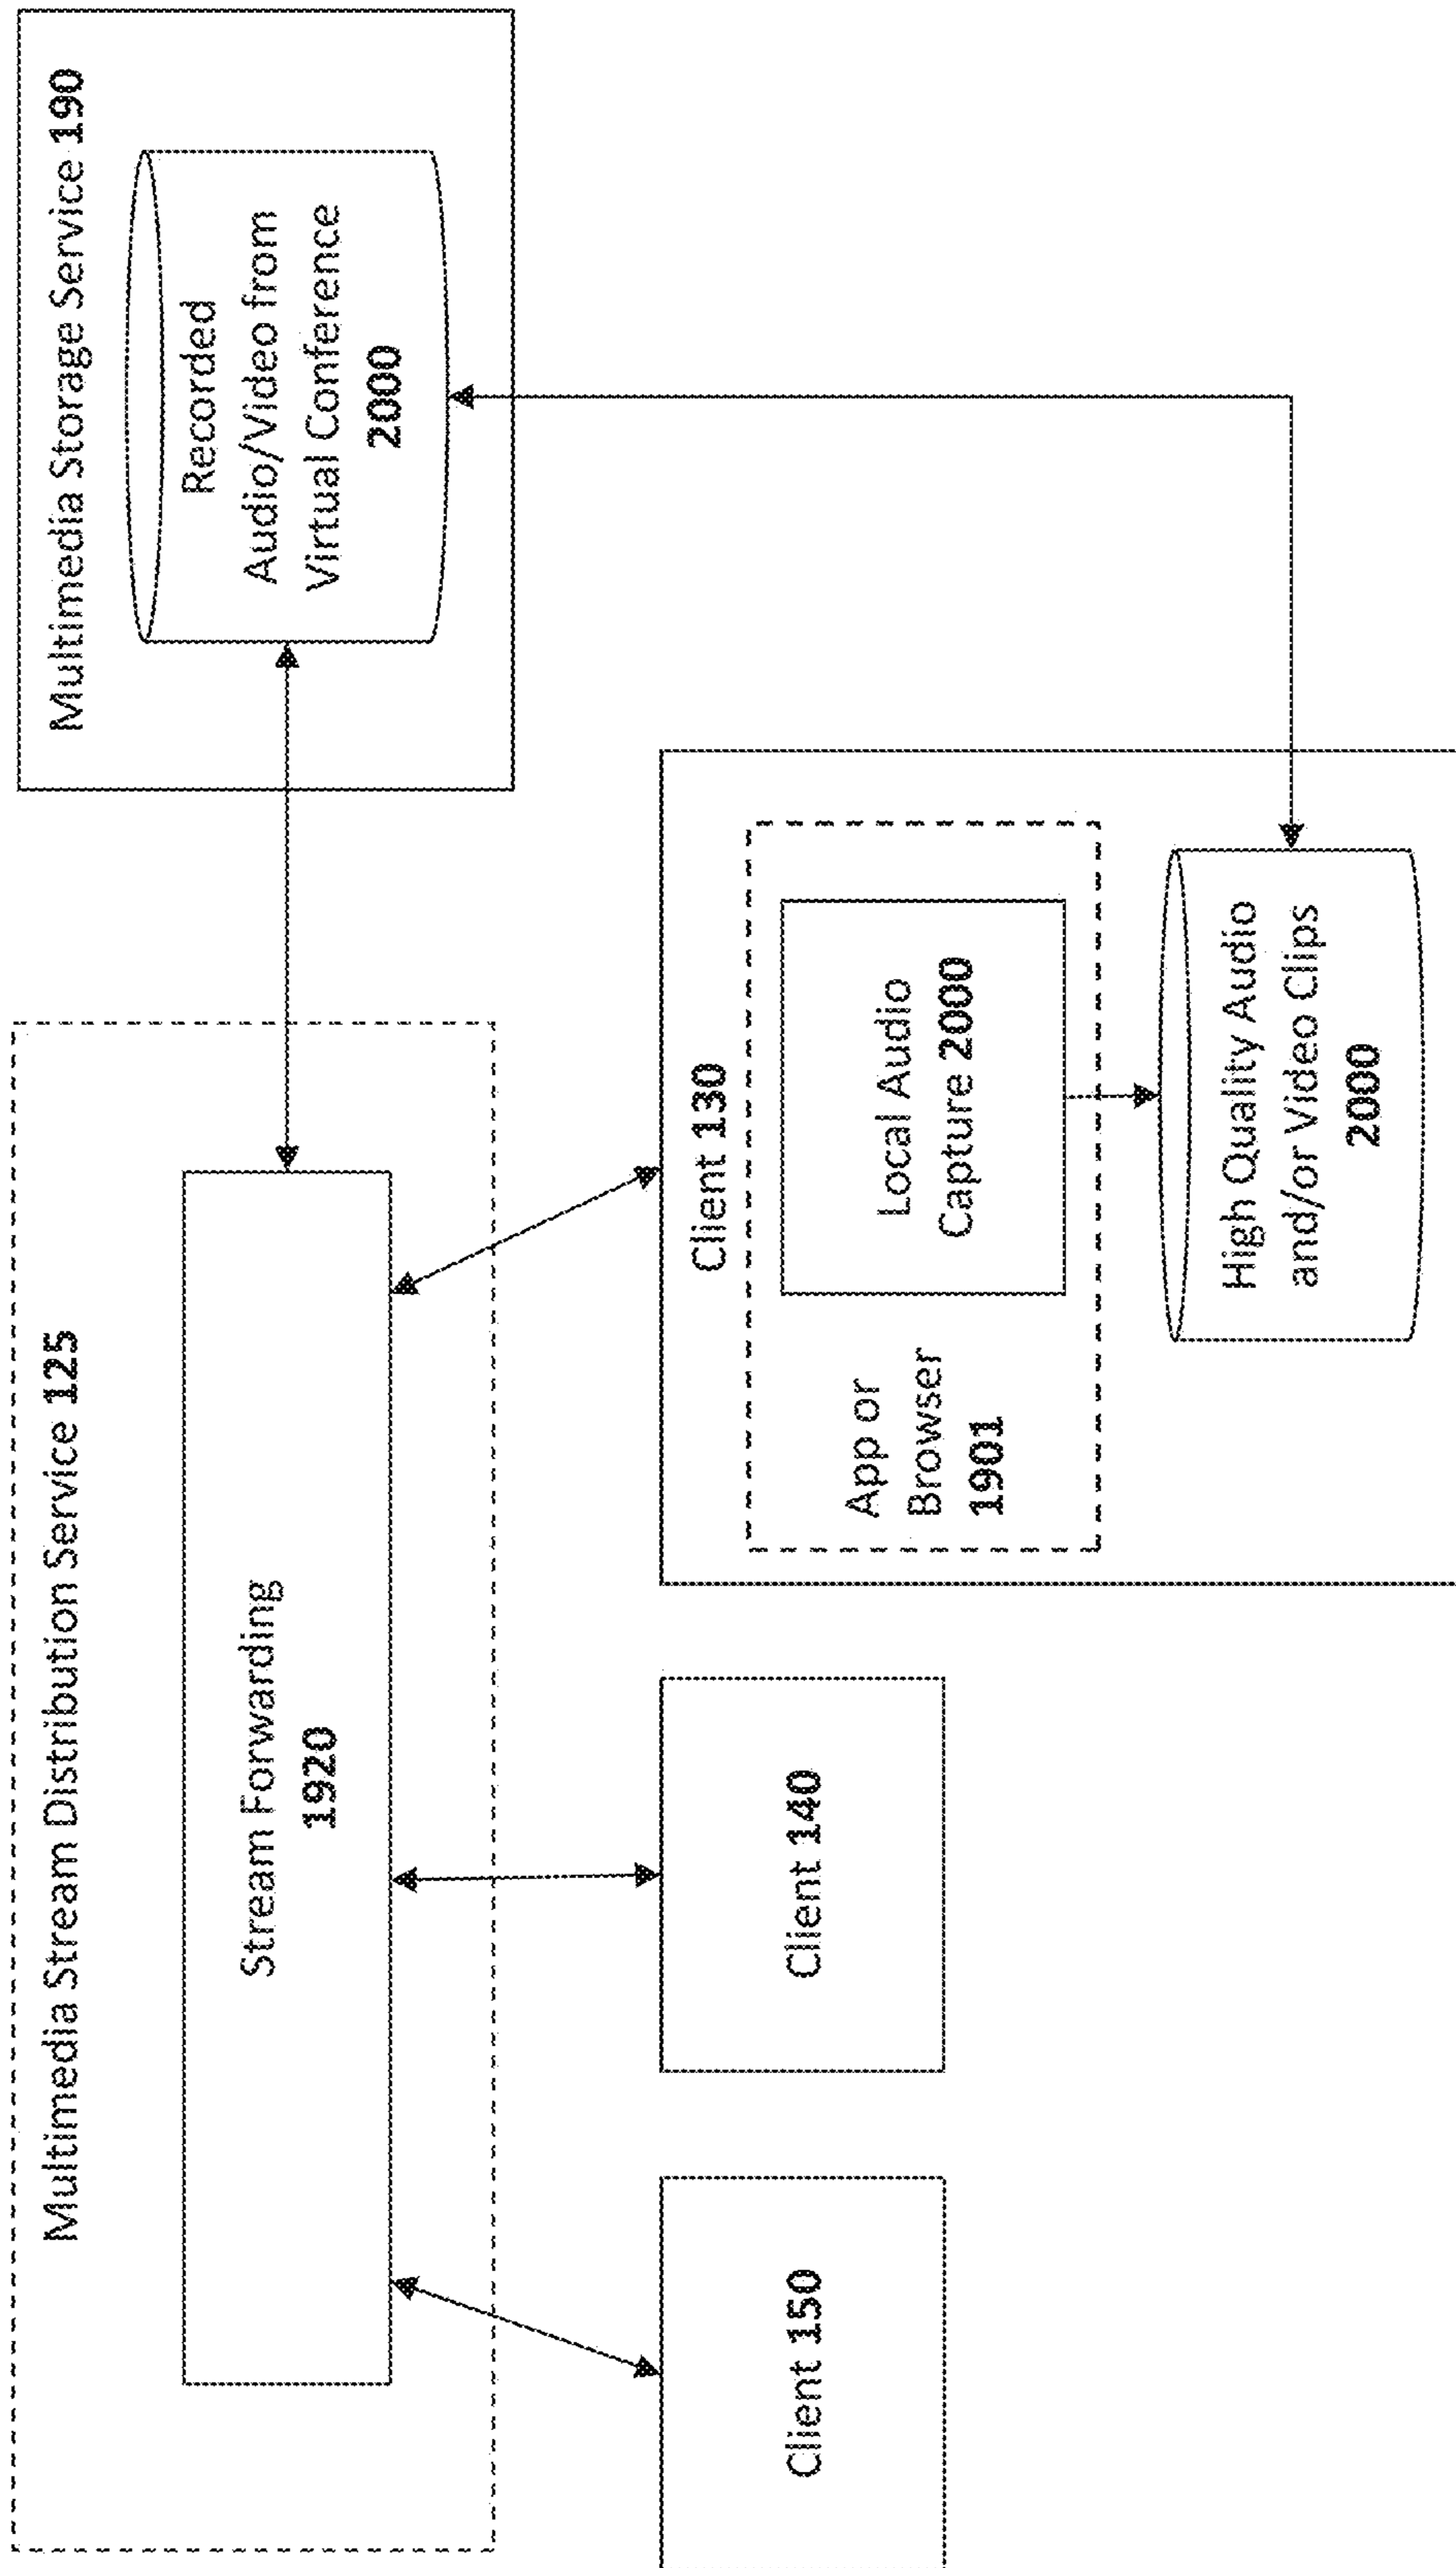 Multimedia Stream Distribution Service 125
Stream Forwarding
1920
Multimedia Storage Service 190
Recorded
Audio/Video from
Virtual Conference
2000
Client 150
Client 140
Client 130
App or
Browser
1901
Local Audio
Capture 2000
High Quality Audio
and/or Video Clips
2000